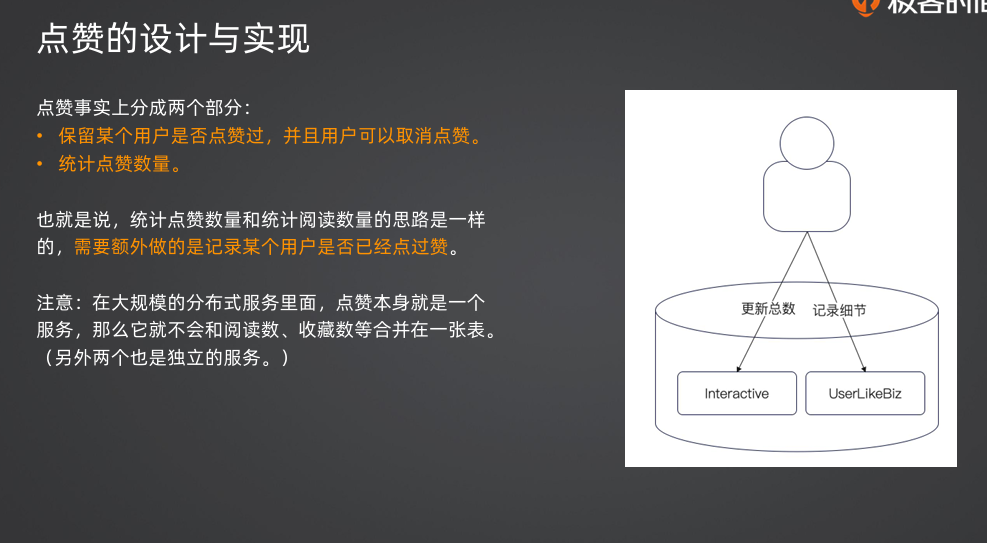 极客时间
点赞的设计与实现
点赞事实上分成两个部分：
• 保留某个用户是否点赞过，并且用户可以取消点赞。
• 统计点赞数量。
也就是说，统计点赞数量和统计阅读数量的思路是一样
的，需要额外做的是记录某个用户是否已经点过赞。
注意：在大规模的分布式服务里面，点赞本身就是一个
服务，那么它就不会和阅读数、收藏数等合并在一张表。
（另外两个也是独立的服务。）
更新总数 记录细节
Interactive UserLikeBiz